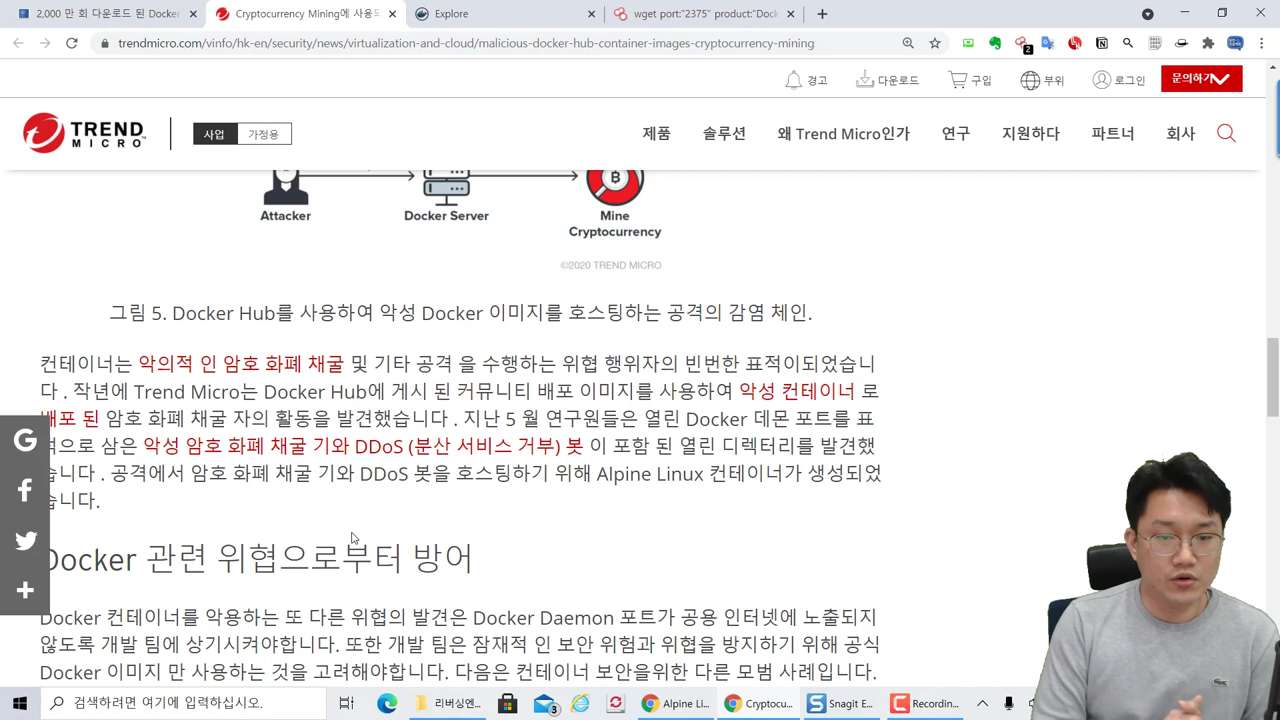 2,000 만 회 다운로드 된 Docker
Cryptocurrency Mining에 사용되
Explore
wget port:"2375" product:"Dock
trendmicro.com/vinfo/hk-en/security/news/virtualization-and-cloud/malicious-docker-hub-container-images-cryptocurrency-mining
2
경고
다운로드
구입
부위
로그인
문의하기
TREND
MICRO
사업
가정용
제품
솔루션
왜 Trend Micro인가
연구
지원하다
파트너
회사
Attacker
Docker Server
Mine
Cryptocurrency
©2020 TREND MICRO
그림 5. Docker Hub를 사용하여 악성 Docker 이미지를 호스팅하는 공격의 감염 체인.
컨테이너는 악의적 인 암호 화폐 채굴 및 기타 공격 을 수행하는 위협 행위자의 빈번한 표적이되었습니
다 . 작년에 Trend Micro는 Docker Hub에 게시 된 커뮤니티 배포 이미지를 사용하여 악성 컨테이너 로
배포 된 암호 화폐 채굴 자의 활동을 발견했습니다 . 지난 5 월 연구원들은 열린 Docker 데몬 포트를 표
적으로 삼은 악성 암호 화폐 채굴 기와 DDoS (분산 서비스 거부) 봇 이 포함 된 열린 디렉터리를 발견했
습니다 . 공격에서 암호 화폐 채굴 기와 DDoS 봇을 호스팅하기 위해 Alpine Linux 컨테이너가 생성되었
습니다.
Docker 관련 위협으로부터 방어
Docker 컨테이너를 악용하는 또 다른 위협의 발견은 Docker Daemon 포트가 공용 인터넷에 노출되지
않도록 개발 팀에 상기시켜야합니다. 또한 개발 팀은 잠재적 인 보안 위험과 위협을 방지하기 위해 공식
Docker 이미지 만 사용하는 것을 고려해야합니다. 다음은 컨테이너 보안을위한 다른 모범 사례입니다.
검색하려면 여기에 입력하십시오.
리버싱엔...
3
Alpine Li...
Cryptocu...
Snagit E...
Recordin...